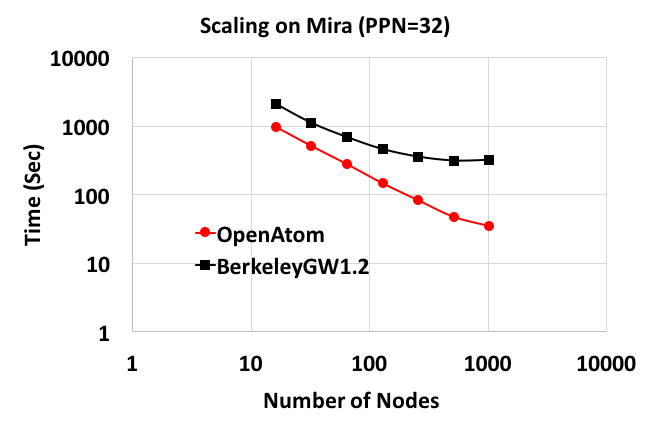 Scaling on Mira (PPN=32)
10000
1000
100
10
1
Time (Sec)
OpenAtom
BerkeleyGW1.2
1 10 100 1000 10000
Number of Nodes